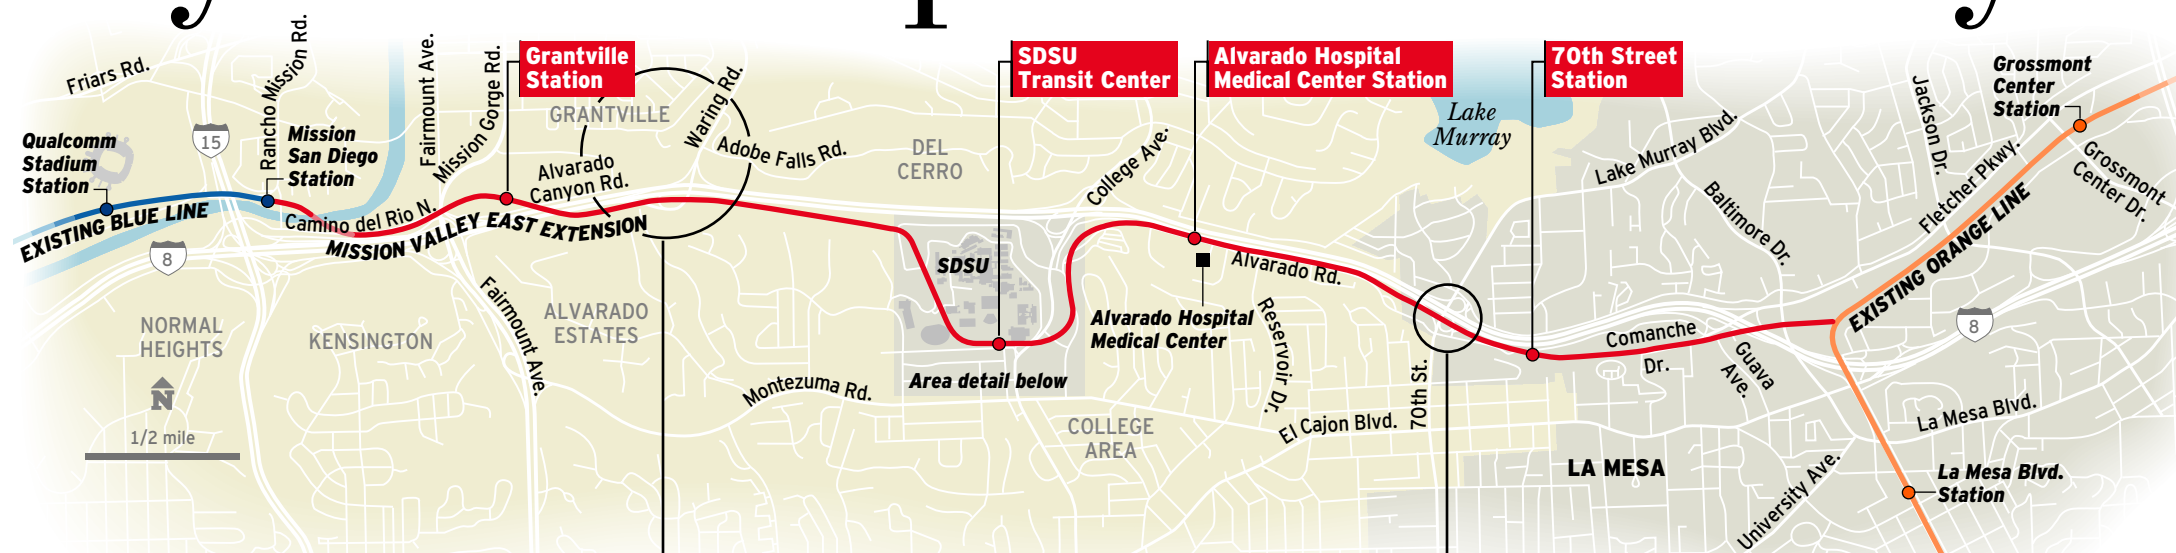 Friars Rd.
15
Rancho Mission Rd.
Fairmount Ave.
Mission Gorge Rd.
Grantville
Station
GRANTVILLE
Waring Rd.
Adobe Falls Rd.
DEL
CERRO
SDSU
Transit Center
College Ave.
Alvarado Hospital
Medical Center Station
Lake
Murray
70th Street
Station
Lake Murray Blvd.
Jackson Dr.
Grossmont
Center
Station
Fletcher Pkwy.
Grossmont
Center Dr.
Qualcomm
Stadium
Station
Mission
San Diego
Station
Alvarado
Canyon Rd.
Camino del Rio N.
EXISTING BLUE LINE
MISSION VALLEY EAST EXTENSION
8
SDSU
Alvarado Rd.
Baltimore Dr.
EXISTING ORANGE LINE
8
NORMAL
HEIGHTS
KENSINGTON
Fairmount Ave.
ALVARADO
ESTATES
Alvarado Hospital
Medical Center
Reservoir Dr.
Comanche
Dr.
Guava
Ave.
Area detail below
Montezuma Rd.
70th St.
N
1/2 mile
COLLEGE
AREA
El Cajon Blvd.
La Mesa Blvd.
LA MESA
University Ave.
La Mesa Blvd.
Station